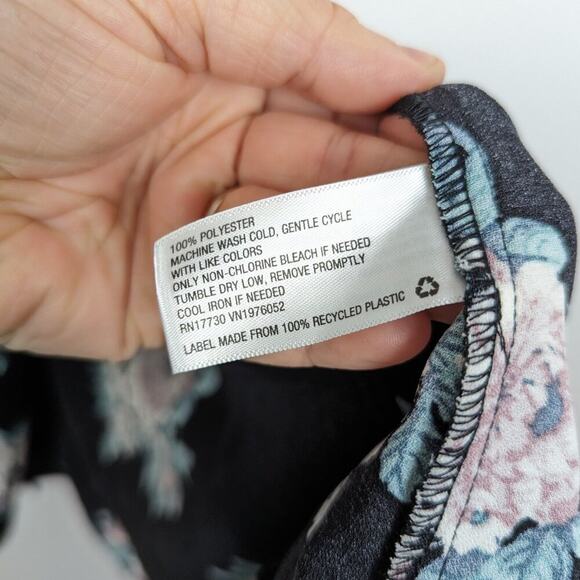 100% POLYESTER
MACHINE WASH COLD, GENTLE CYCLE
WITH LIKE COLORS
ONLY NON-CHLORINE BLEACH IF NEEDED
TUMBLE DRY LOW, REMOVE PROMPTLY
COOL IRON IF NEEDED
RN17730 VN1976052
LABEL MADE FROM 100% RECYCLED PLASTIC